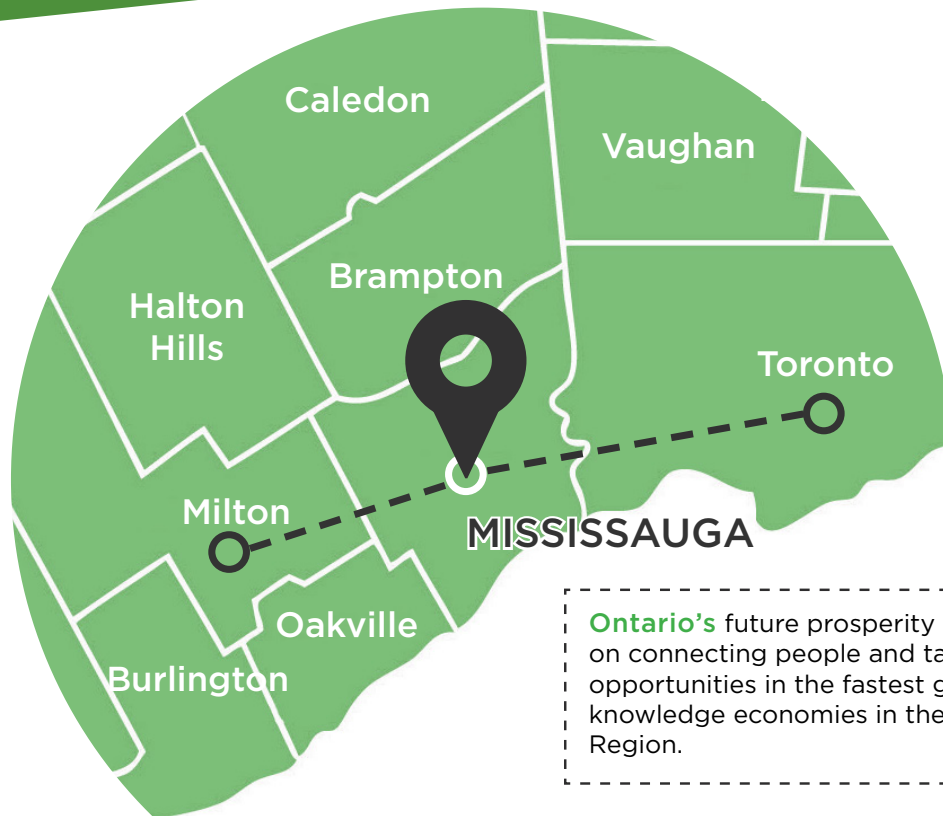 Caledon
Vaughan
Brampton
Halton
Hills
Toronto
Milton
MISSISSAUGA
Oakville
Burlington
Ontario's future prosperity
on connecting people and
opportunities in the fastest
knowledge economies in the
Region.